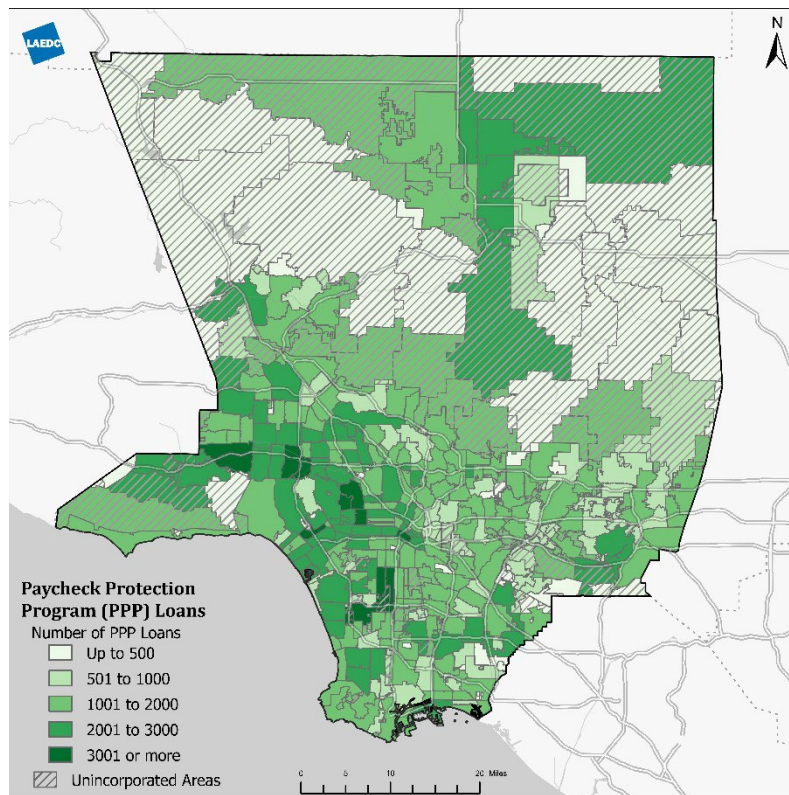 LAEDC
N
Paycheck Protection
Program (PPP) Loans
Number of PPP Loans
Up to 500
501 to 1000
1001 to 2000
2001 to 3000
3001 or more
Unincorporated Areas
0 5 10 20 Miles